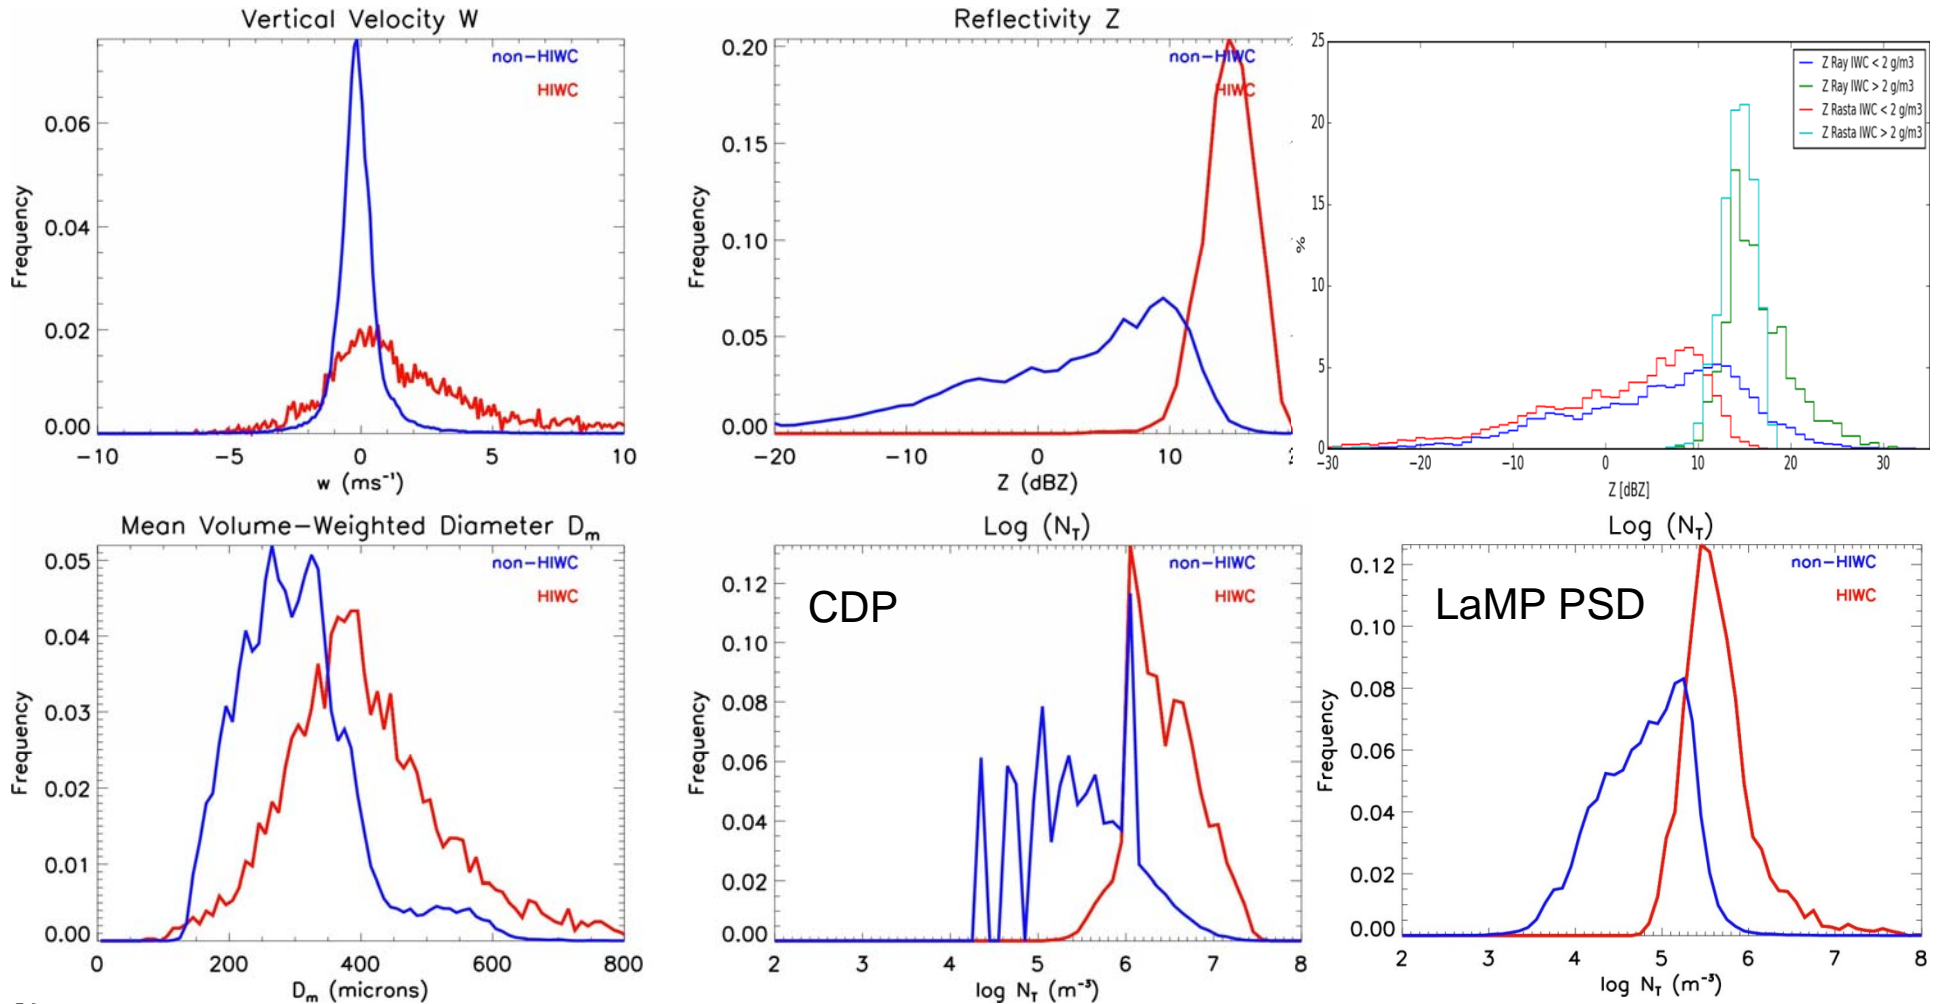 Vertical Velocity W
non-HIWC
HIWC
Frequency
0.06
0.04
0.02
0.00
-10 -5 0 5 10
w (ms⁻¹)
Reflectivity Z
non-HIWC
HIWC
Frequency
0.20
0.15
0.10
0.05
0.00
-20 -10 0 10
Z (dBZ)
Z Ray IWC < 2 g/m3
Z Ray IWC > 2 g/m3
Z Rasta IWC < 2 g/m3
Z Rasta IWC > 2 g/m3
%
25
20
15
10
5
0
−30 −20 −10 0 10 20 30
Z [dBZ]
Mean Volume-Weighted Diameter Dₘ
non-HIWC
HIWC
Frequency
0.05
0.04
0.03
0.02
0.01
0.00
0 200 400 600 800
Dₘ (microns)
Log (N_T)
non-HIWC
HIWC
CDP
Frequency
0.12
0.10
0.08
0.06
0.04
0.02
0.00
2 3 4 5 6 7 8
log N_T (m⁻³)
Log (N_T)
non-HIWC
HIWC
LaMP PSD
Frequency
0.12
0.10
0.08
0.06
0.04
0.02
0.00
2 3 4 5 6 7 8
log N_T (m⁻³)